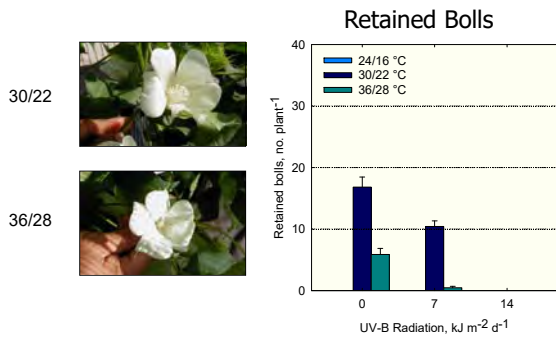 30/22
36/28
Retained Bolls
Retained bolls, no. plant⁻¹
40
30
20
10
0
24/16 °C
30/22 °C
36/28 °C
0 7 14
UV-B Radiation, kJ m⁻² d⁻¹